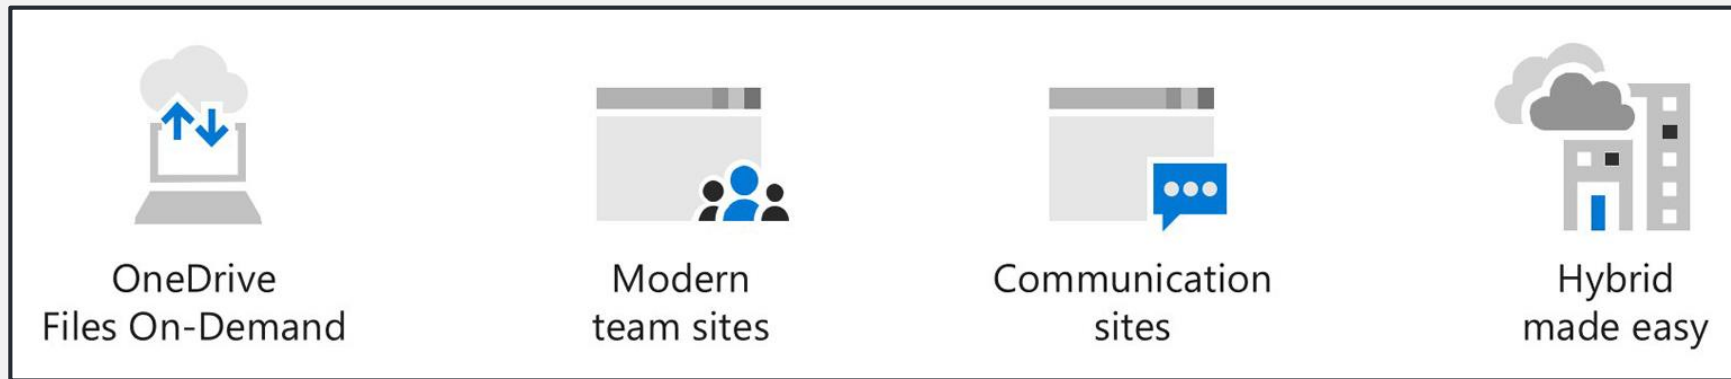 OneDrive
Files On-Demand
Modern
team sites
Communication
sites
Hybrid
made easy